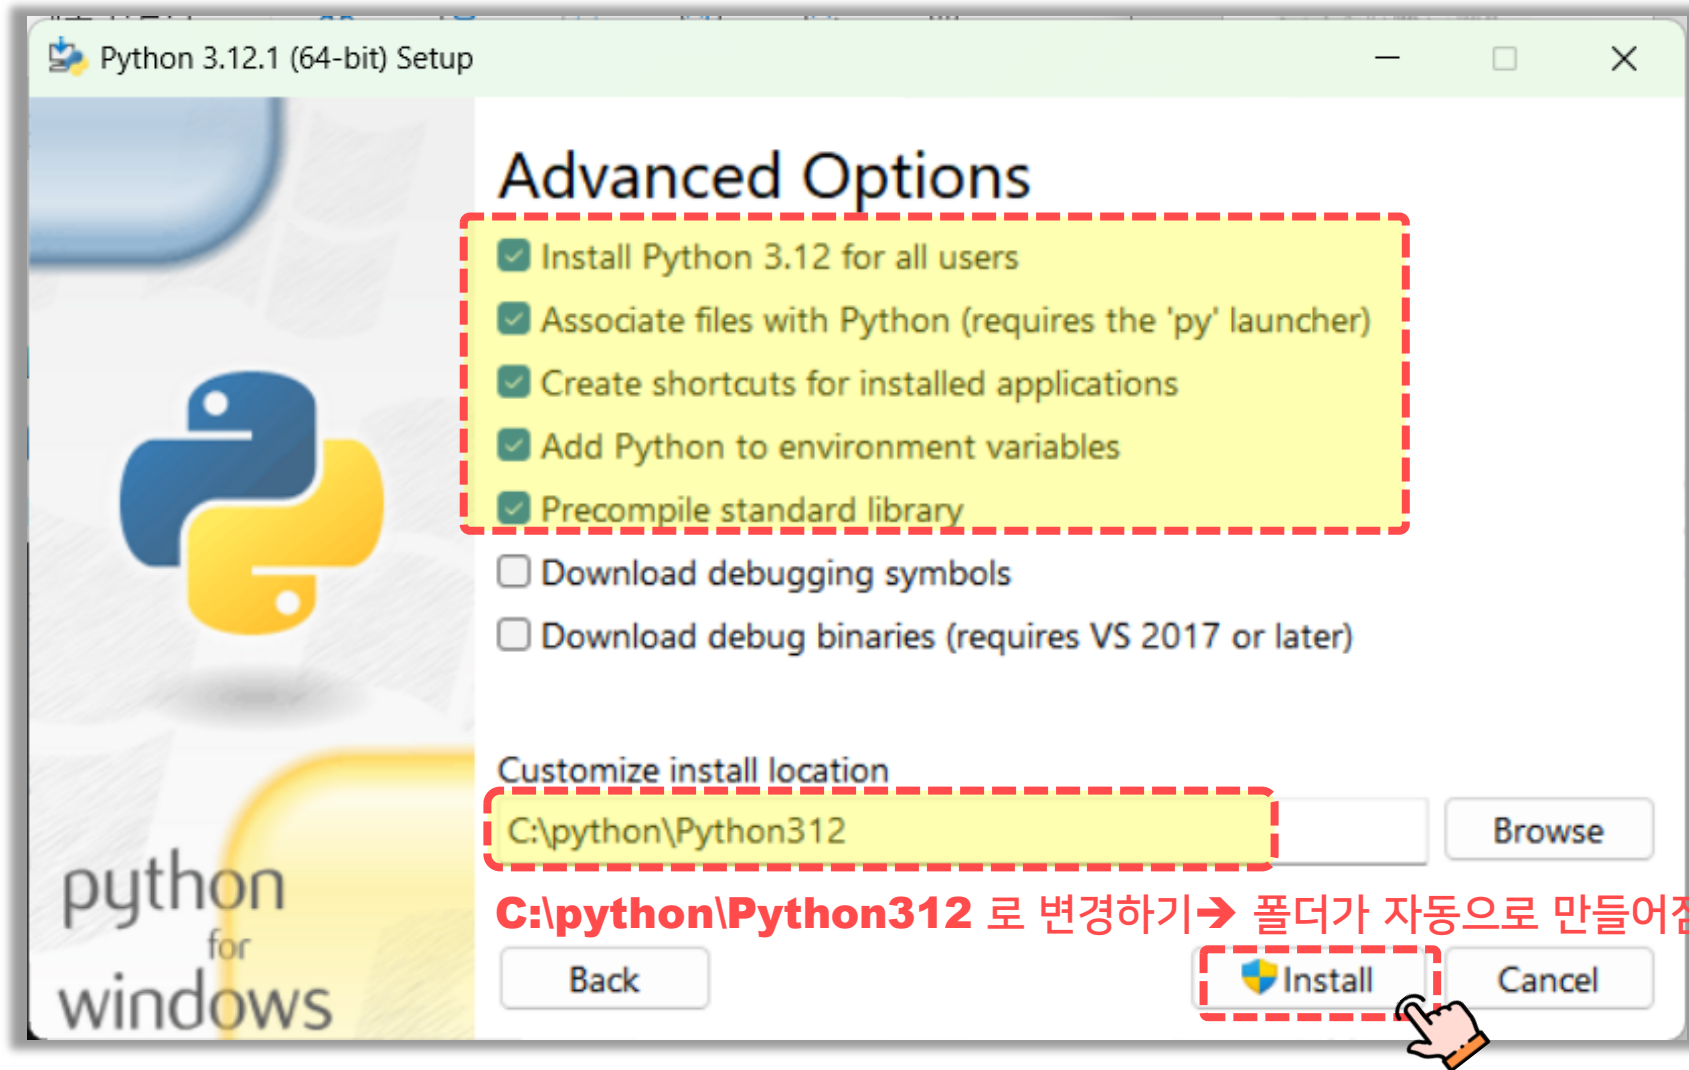 Python 3.12.1 (64-bit) Setup
Advanced Options
Install Python 3.12 for all users
Associate files with Python (requires the 'py' launcher)
Create shortcuts for installed applications
Add Python to environment variables
Precompile standard library
Download debugging symbols
Download debug binaries (requires VS 2017 or later)
Customize install location
C:\python\Python312
Browse
C:\python\Python312 로 변경하기➔ 폴더가 자동으로 만들어짐
Back
Install
Cancel
python
for
windows